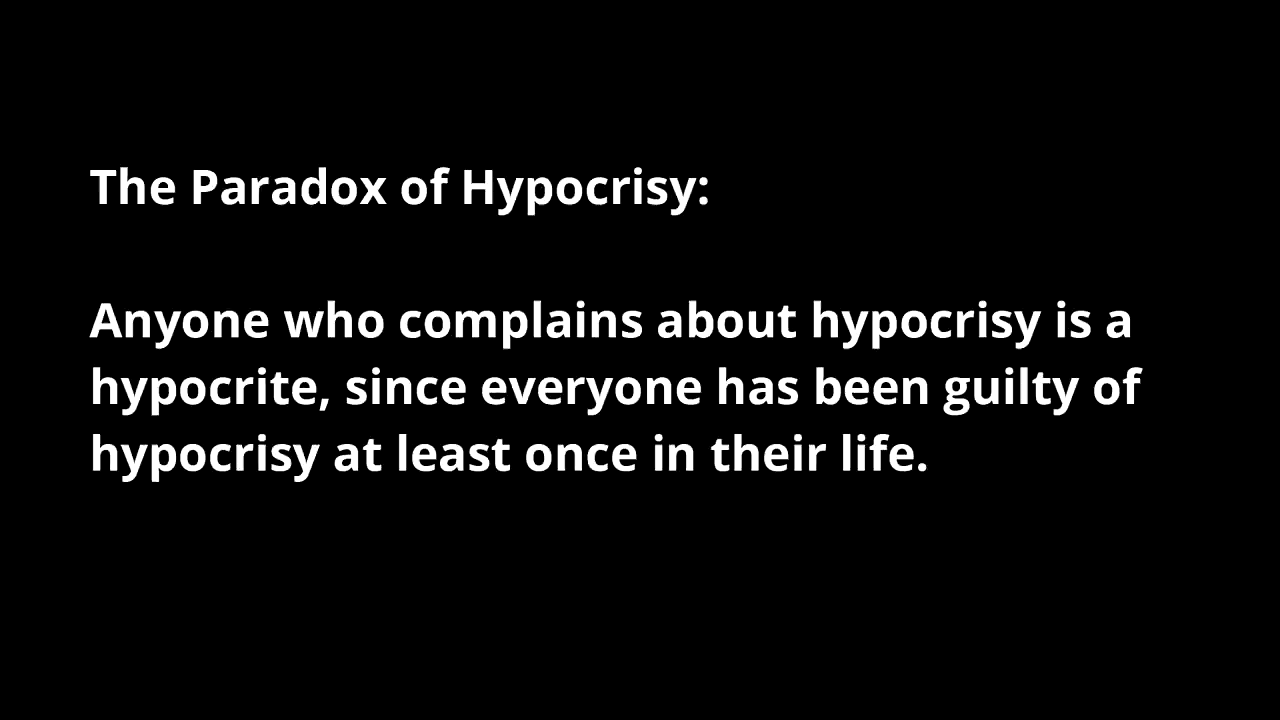 The Paradox of Hypocrisy:
Anyone who complains about hypocrisy is a
hypocrite, since everyone has been guilty of
hypocrisy at least once in their life.